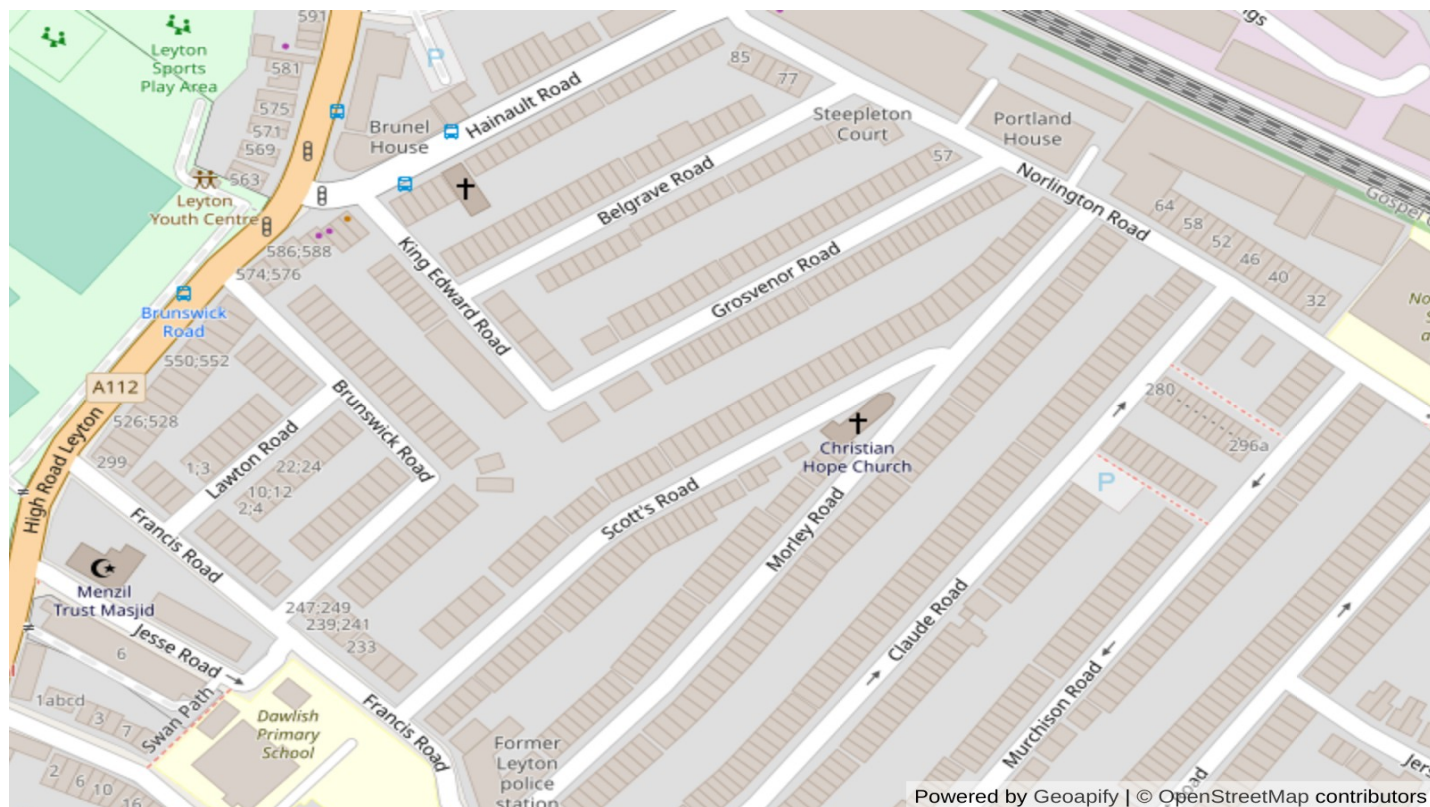 591
Leyton
Sports
Play Area
581
575
571
569
563
Leyton
Youth Centre
P
Hainault Road
Brunel
House
85
77
Steepleton
Court
Portland
House
57
Belgrave Road
Norlington Road
64
58
52
46
40
32
586;588
574;576
King Edward Road
Grosvenor Road
Brunswick
Road
550;552
A112
526;528
299
High Road Leyton
Brunswick Road
Lawton Road
1;3
22;24
10;12
2;4
280
296a
P
Christian
Hope Church
Scott's Road
Morley Road
Francis Road
Menzil
Trust Masjid
Jesse Road
6
247;249
239;241
233
Claude Road
1abcd
3
7
Swan Path
Dawlish
Primary
School
Francis Road
Murchison Road
Former
Leyton
police
station
2
6
10
16
Powered by Geoapify | © OpenStreetMap contributors